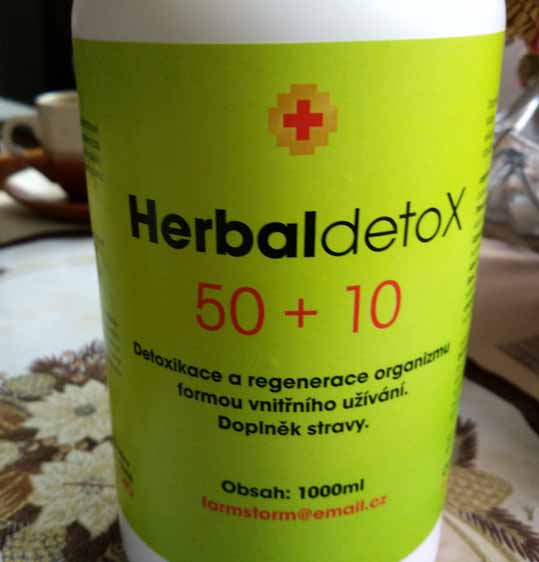 HerbaldetoX
50 + 10
Detoxikace a regenerace organizmu
formou vnitřního užívání.
Doplněk stravy.
Obsah: 1000ml
farmstorm@email.cz